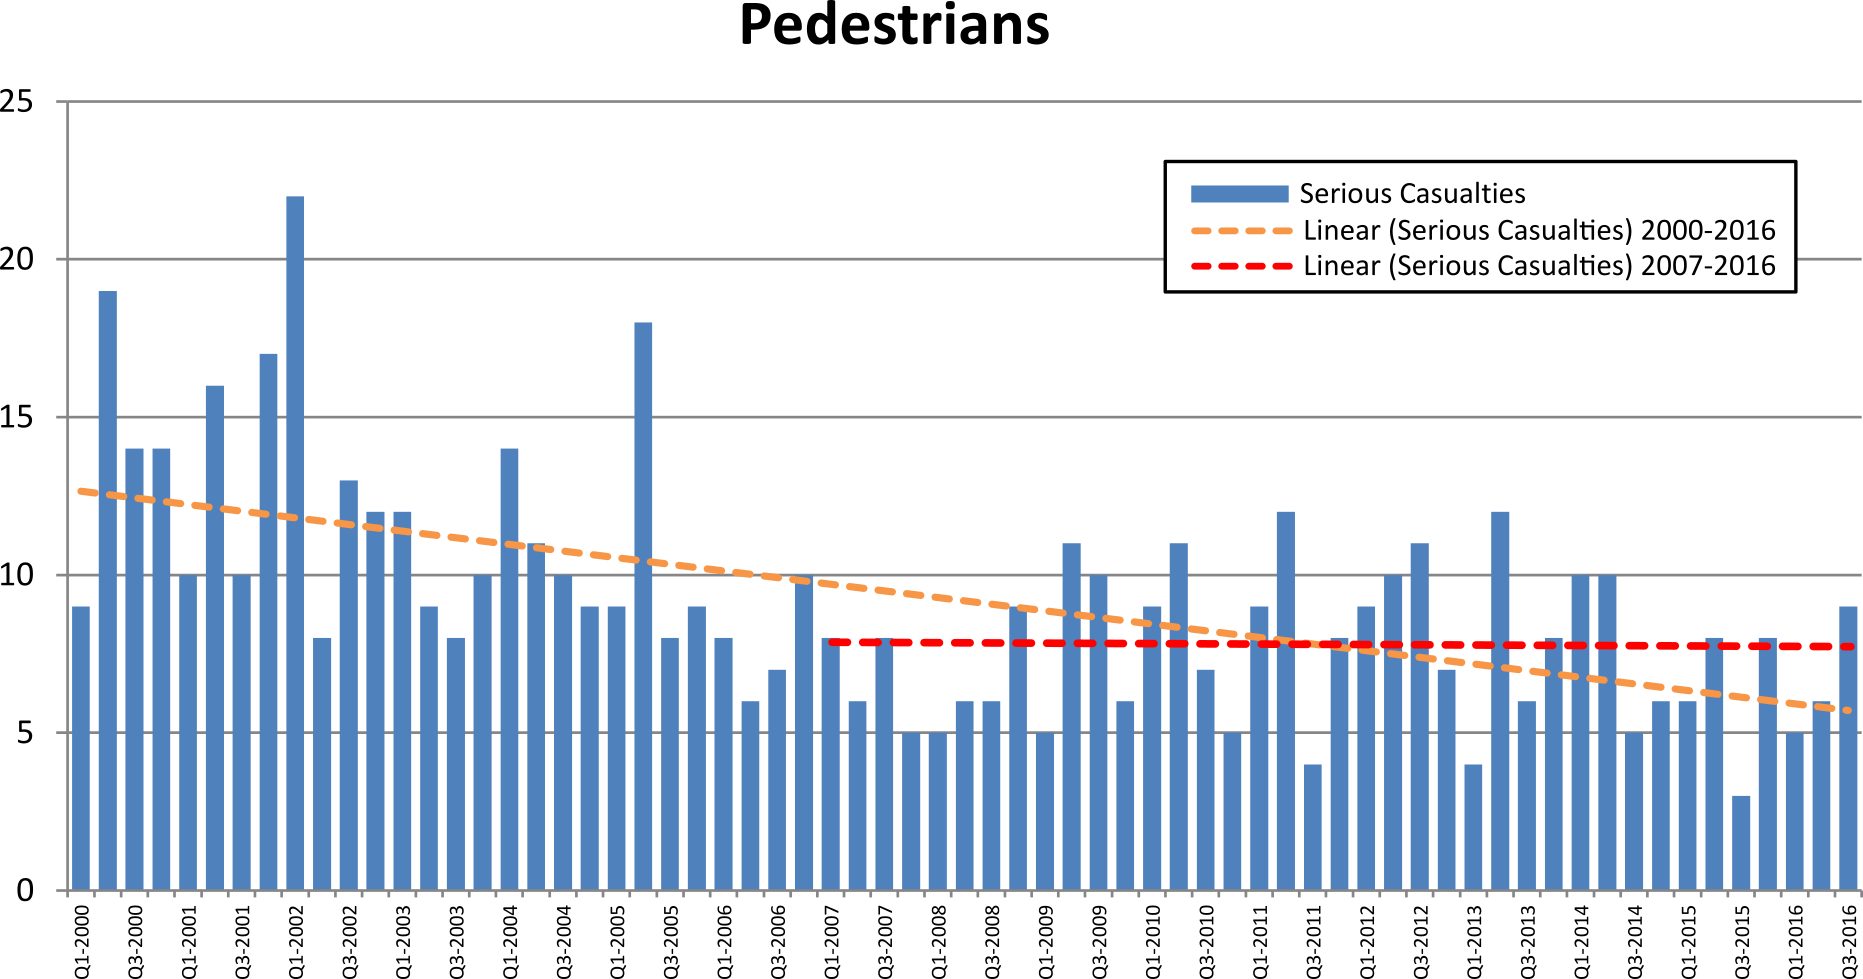 Pedestrians
25
20
15
10
5
0
Serious Casualties
Linear (Serious Casualties) 2000-2016
Linear (Serious Casualties) 2007-2016
Q1-2000
Q3-2000
Q1-2001
Q3-2001
Q1-2002
Q3-2002
Q1-2003
Q3-2003
Q1-2004
Q3-2004
Q1-2005
Q3-2005
Q1-2006
Q3-2006
Q1-2007
Q3-2007
Q1-2008
Q3-2008
Q1-2009
Q3-2009
Q1-2010
Q3-2010
Q1-2011
Q3-2011
Q1-2012
Q3-2012
Q1-2013
Q3-2013
Q1-2014
Q3-2014
Q1-2015
Q3-2015
Q1-2016
Q3-2016